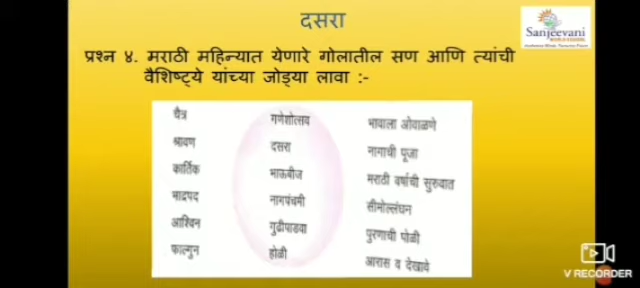 दसरा
Sanjeevani
प्रश्न ४. मराठी महिन्यात येणारे गोलातील सण आणि त्यांची
वैशिष्ट्ये यांच्या जोड्या लावा :-
चैत्र गणेशोत्सव भावाला ओवाळणे
श्रावण दसरा नागाची पूजा
कार्तिक भाऊबीज मराठी वर्षाची सुरुवात
भाद्रपद नागपंचमी सीमोल्लंघन
आश्विन गुढीपाडवा पुरणाची पोळी
फाल्गुन होळी आरास व देखावे
V RECORDER